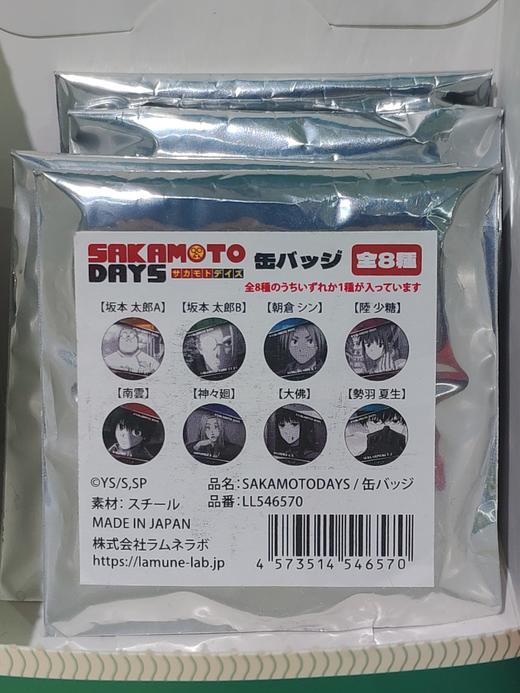 SAKAMOTO DAYS サカモトデイズ 缶バッジ 全8種
全8種のうちいずれか1種が入っています
【坂本 太郎A】 【坂本 太郎B】 【朝倉 シン】 【陸 少糖】
【南雲】 【神々廻】 【大佛】 【勢羽 夏生】
©YS/S,SP
素材: スチール
MADE IN JAPAN
株式会社ラムネラボ
https://lamune-lab.jp/
品名: SAKAMOTODAYS / 缶バッジ
品番: LL546570
4 573514 546570